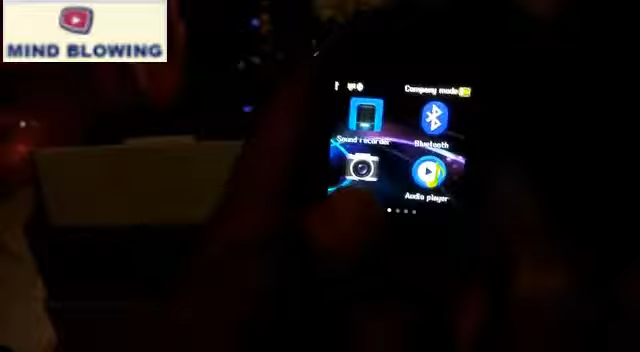 MIND BLOWING
Company mode
Sound recorder
Bluetooth
Audio player